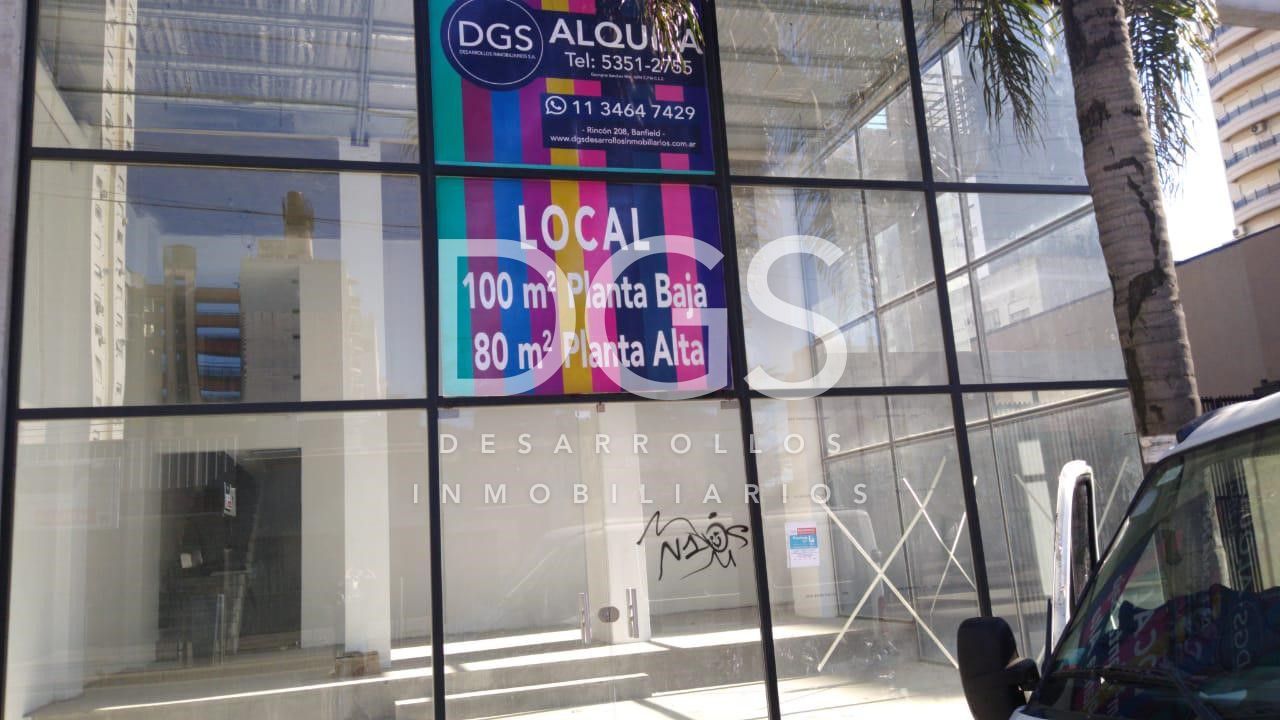 DGS
DESARROLLOS INMOBILIARIOS S.A.
ALQUILA
Tel: 5351-2755
11 3464 7429
- Rincón 208, Banfield -
www.dgsdesarrollosinmobiliarios.com.ar
LOCAL
100 m² Planta Baja
80 m² Planta Alta
DGS
DESARROLLOS
INMOBILIARIOS